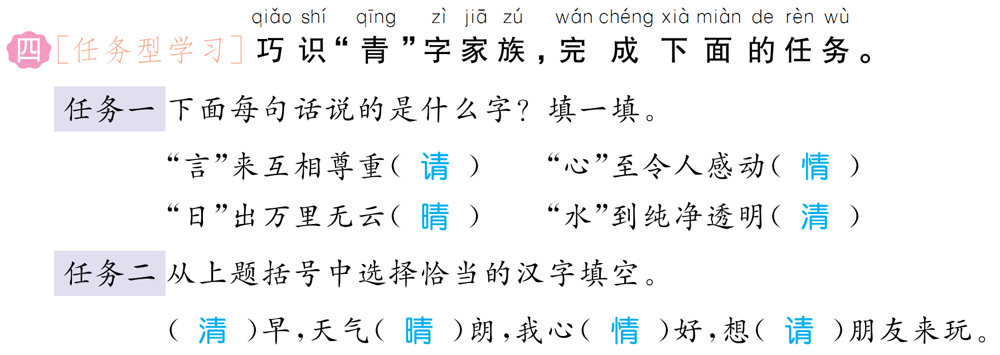 qiǎo shí qīng zì jiā zú wán chéng xià miàn de rèn wù
四 [任务型学习] 巧识“青”字家族,完成下面的任务。
任务一 下面每句话说的是什么字?填一填。
“言”来互相尊重( 请 ) “心”至令人感动( 情 )
“日”出万里无云( 晴 ) “水”到纯净透明( 清 )
任务二 从上题括号中选择恰当的汉字填空。
( 清 )早,天气( 晴 )朗,我心( 情 )好,想( 请 )朋友来玩。